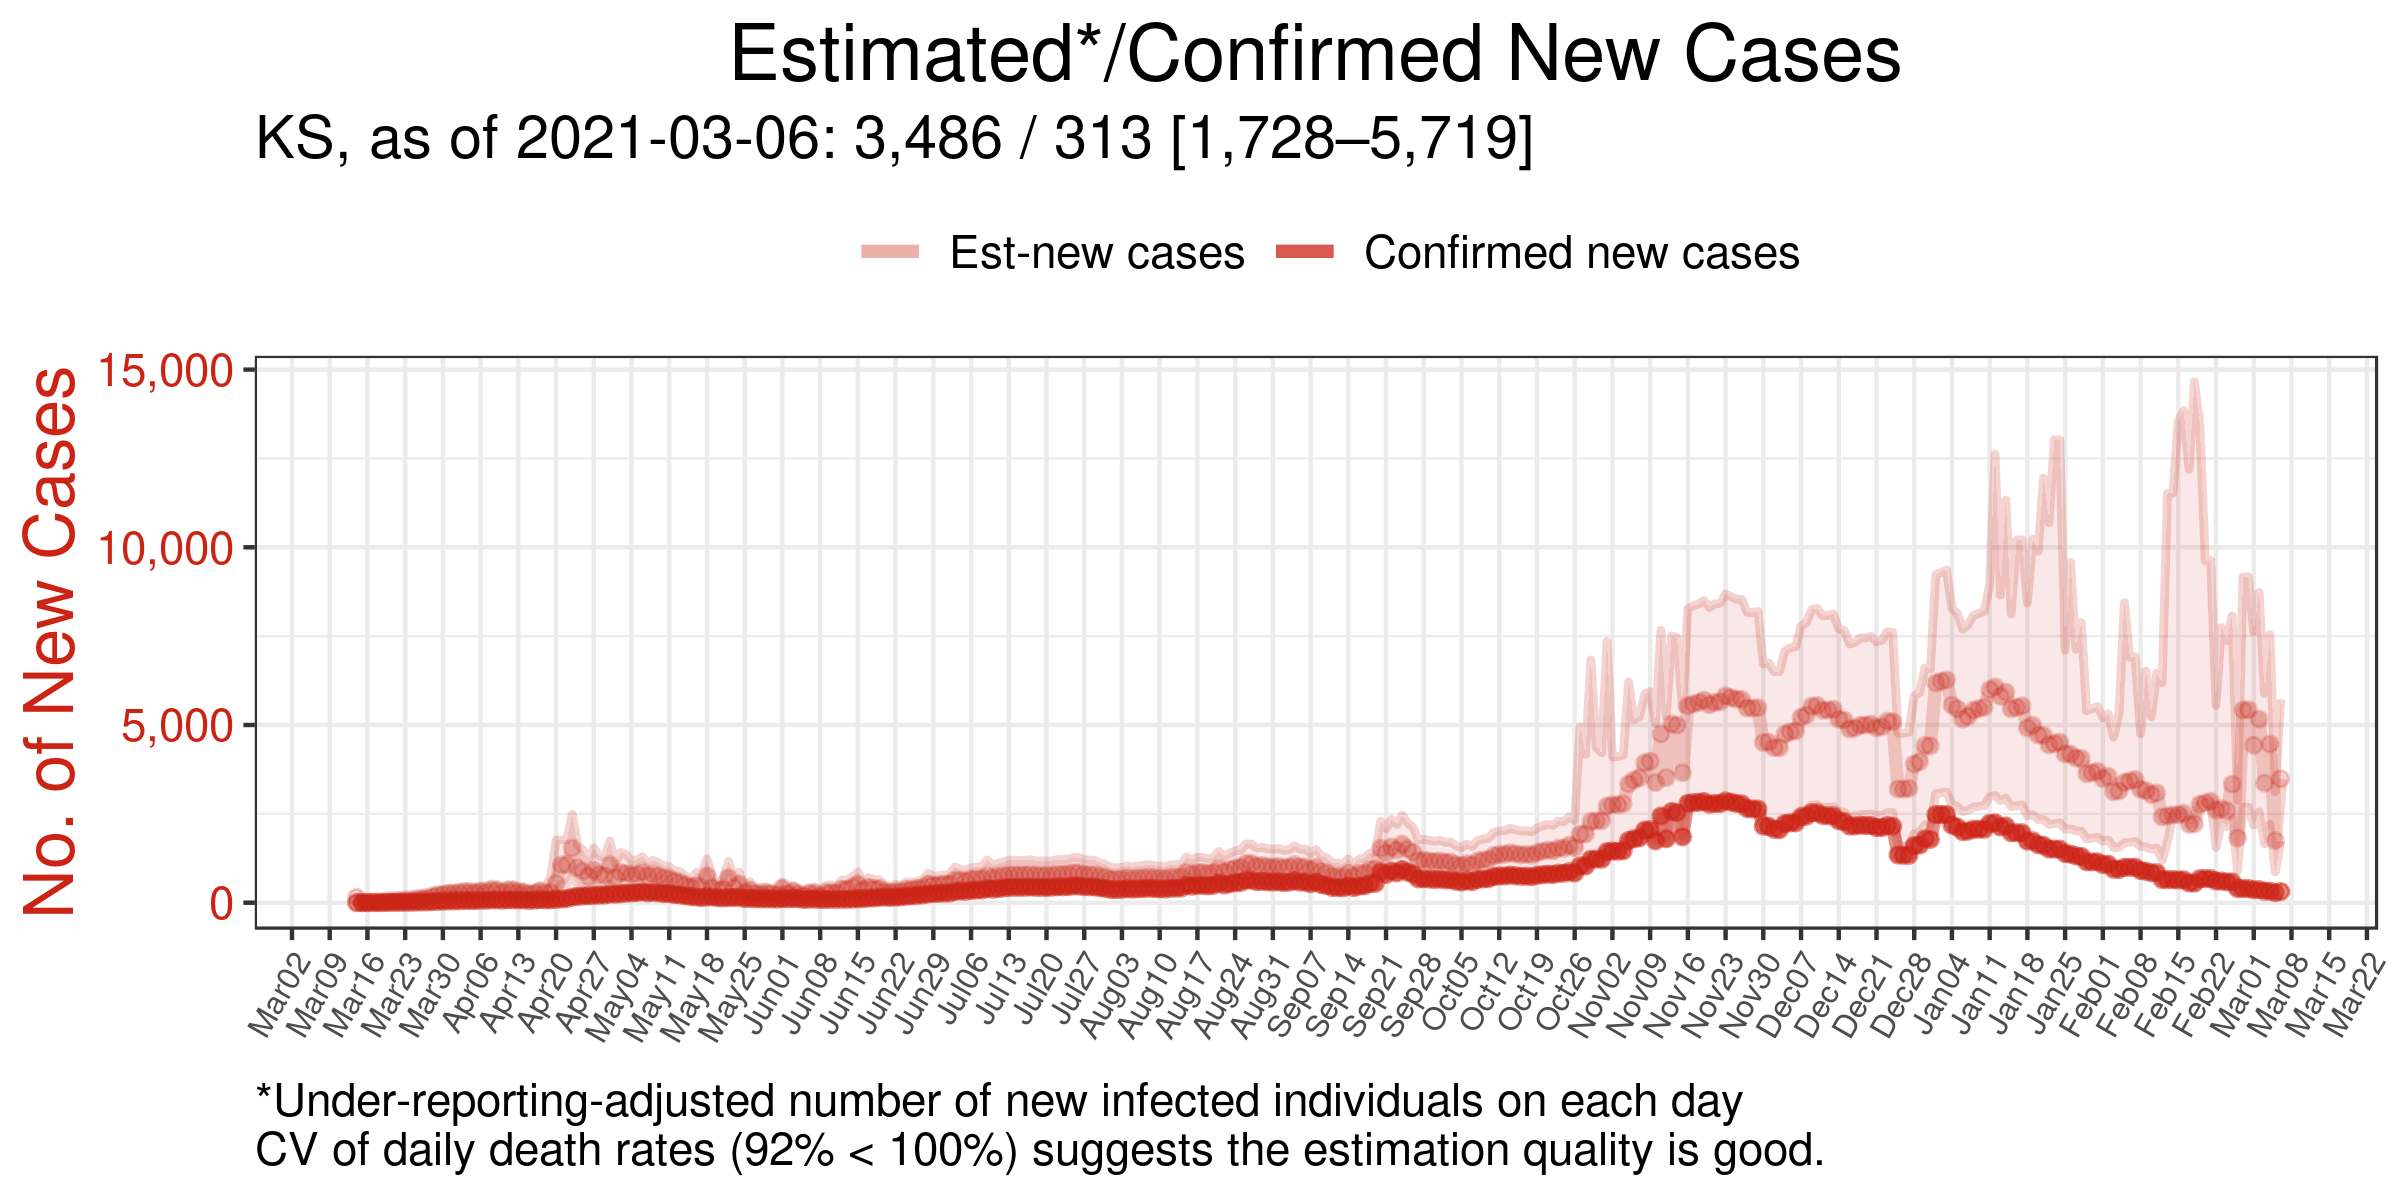 Estimated*/Confirmed New Cases
KS, as of 2021-03-06: 3,486 / 313 [1,728–5,719]
Est-new cases Confirmed new cases
No. of New Cases
15,000
10,000
5,000
0
Mar02 Mar09 Mar16 Mar23 Mar30 Apr06 Apr13 Apr20 Apr27 May04 May11 May18 May25 Jun01 Jun08 Jun15 Jun22 Jun29 Jul06 Jul13 Jul20 Jul27 Aug03 Aug10 Aug17 Aug24 Aug31 Sep07 Sep14 Sep21 Sep28 Oct05 Oct12 Oct19 Oct26 Nov02 Nov09 Nov16 Nov23 Nov30 Dec07 Dec14 Dec21 Dec28 Jan04 Jan11 Jan18 Jan25 Feb01 Feb08 Feb15 Feb22 Mar01 Mar08 Mar15 Mar22
*Under-reporting-adjusted number of new infected individuals on each day
CV of daily death rates (92% < 100%) suggests the estimation quality is good.